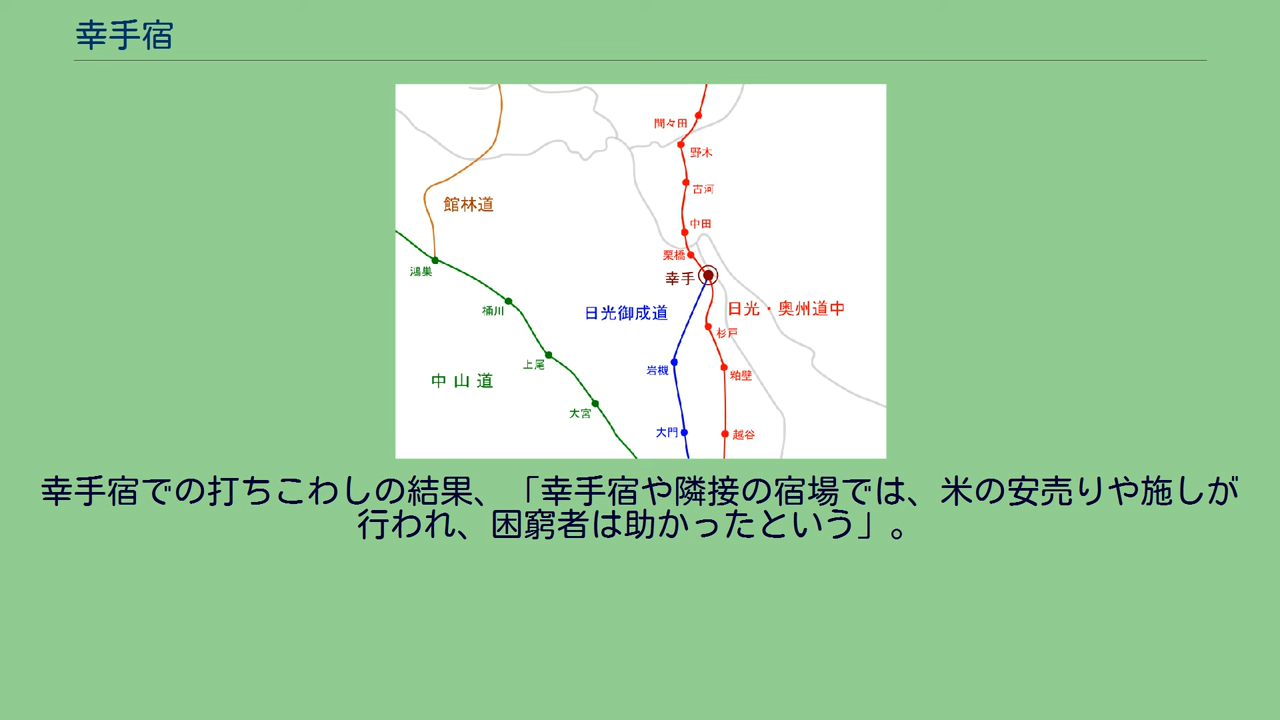 幸手宿
間々田
野木
古河
館林道
中田
栗橋
鴻巣
幸手
桶川
日光御成道
日光・奥州道中
杉戸
上尾
岩槻
粕壁
中山道
大宮
大門
越谷
幸手宿での打ちこわしの結果、「幸手宿や隣接の宿場では、米の安売りや施しが
行われ、困窮者は助かったという」。